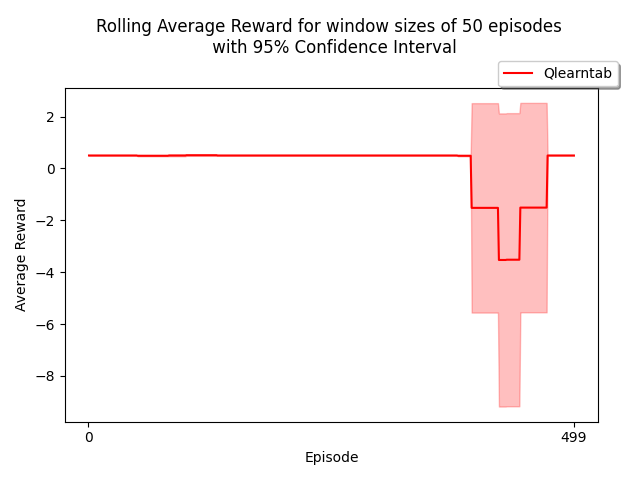 Rolling Average Reward for window sizes of 50 episodes
with 95% Confidence Interval
Qlearntab
2
0
−2
−4
−6
−8
Average Reward
0
499
Episode